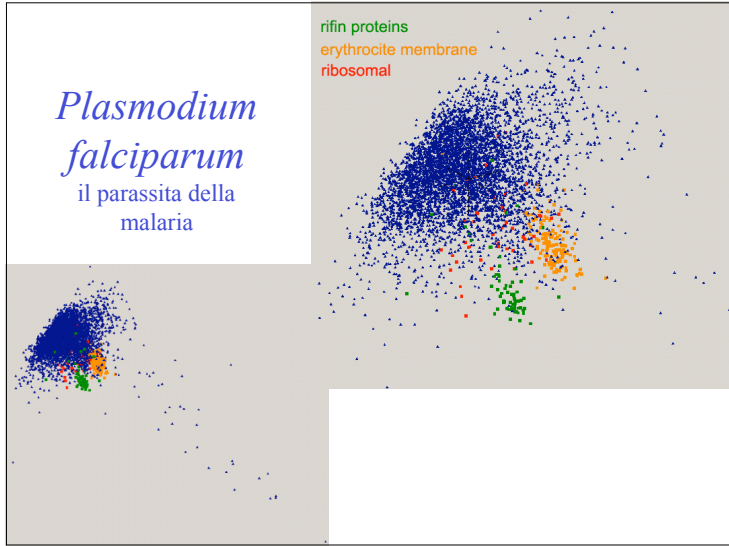 Plasmodium
falciparum
il parassita della
malaria
rifin proteins
erythrocite membrane
ribosomal